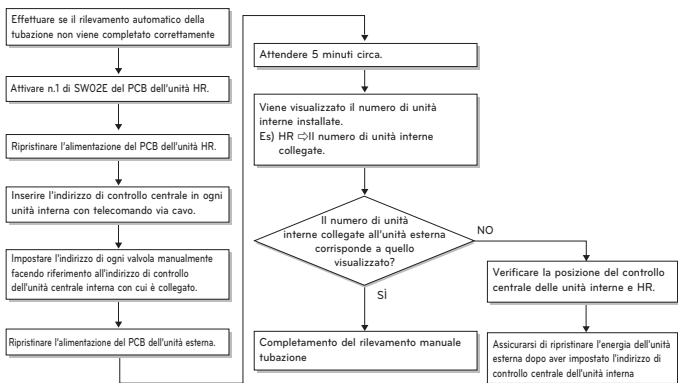 Effettuare se il rilevamento automatico della
tubazione non viene completato correttamente
Attivare n.1 di SW02E del PCB dell'unità HR.
Ripristinare l'alimentazione del PCB dell'unità HR.
Inserire l'indirizzo di controllo centrale in ogni
unità interna con telecomando via cavo.
Impostare l'indirizzo di ogni valvola manualmente
facendo riferimento all'indirizzo di controllo
dell'unità centrale interna con cui è collegato.
Ripristinare l'alimentazione del PCB dell'unità esterna.
Attendere 5 minuti circa.
Viene visualizzato il numero di unità
interne installate.
Es) HR ⇨Il numero di unità interne
collegate.
Il numero di unità
interne collegate all'unità esterna
corrisponde a quello
visualizzato?
NO
SÌ
Completamento del rilevamento manuale
tubazione
Verificare la posizione del controllo
centrale delle unità interne e HR.
Assicurarsi di ripristinare l'energia dell'unità
esterna dopo aver impostato l'indirizzo di
controllo centrale dell'unità interna